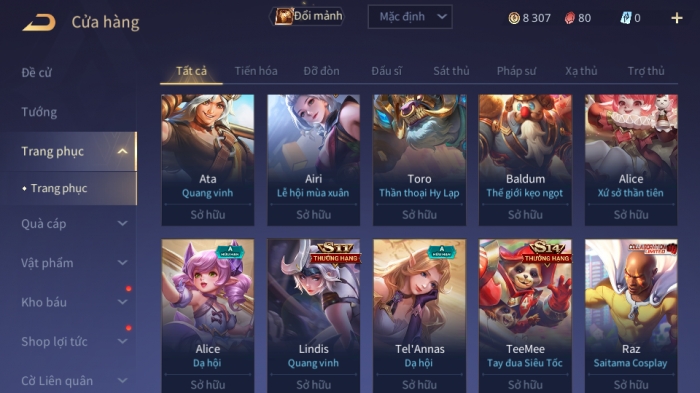 Cửa hàng
Đổi mảnh
Mặc định
8 307
80
0
Đề cử
Tướng
Trang phục
Trang phục
Quà cáp
Vật phẩm
Kho báu
Shop lợi tức
Cờ Liên quân
Tất cả
Tiến hóa
Đỡ đòn
Đấu sĩ
Sát thủ
Pháp sư
Xạ thủ
Trợ thủ
Ata
Quang vinh
Sở hữu
Airi
Lễ hội mùa xuân
Sở hữu
Toro
Thần thoại Hy Lạp
Sở hữu
Baldum
Thế giới kẹo ngọt
Sở hữu
Alice
Xứ sở thần tiên
Sở hữu
A
Alice
Dạ hội
Sở hữu
S11
THƯỞNG HẠNG
Lindis
Quang vinh
Sở hữu
A
Tel'Annas
Dạ hội
Sở hữu
S14
THƯỞNG HẠNG
TeeMee
Tay đua Siêu Tốc
Sở hữu
COLLABORATION
LIMITED
Raz
Saitama Cosplay
Sở hữu